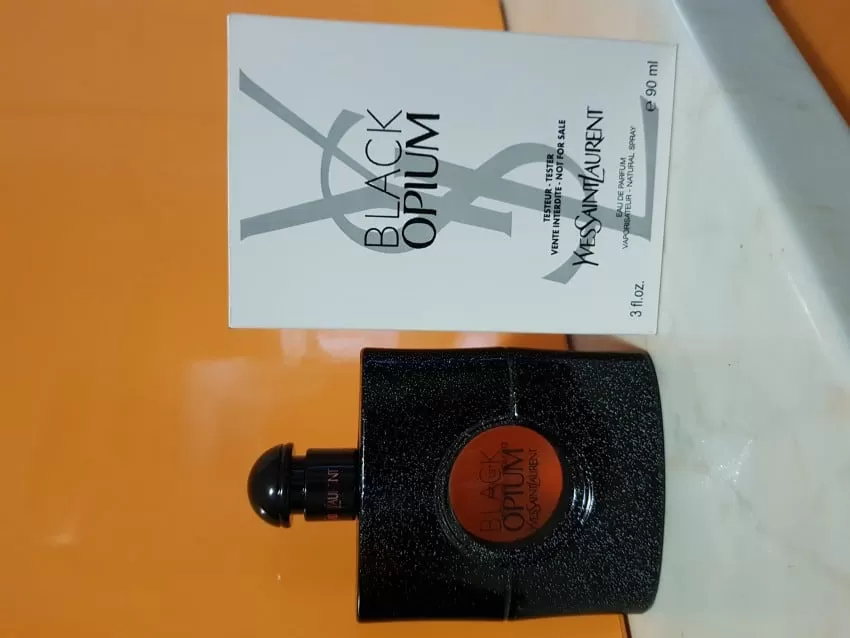 BLACK
OPIUM
TESTEUR - TESTER
VENTE INTERDITE - NOT FOR SALE
YVESSAINTLAURENT
EAU DE PARFUM
VAPORISATEUR - NATURAL SPRAY
3 fl.oz. e 90 ml
LAURENT
BLACK
OPIUM
YVESSAINTLAURENT